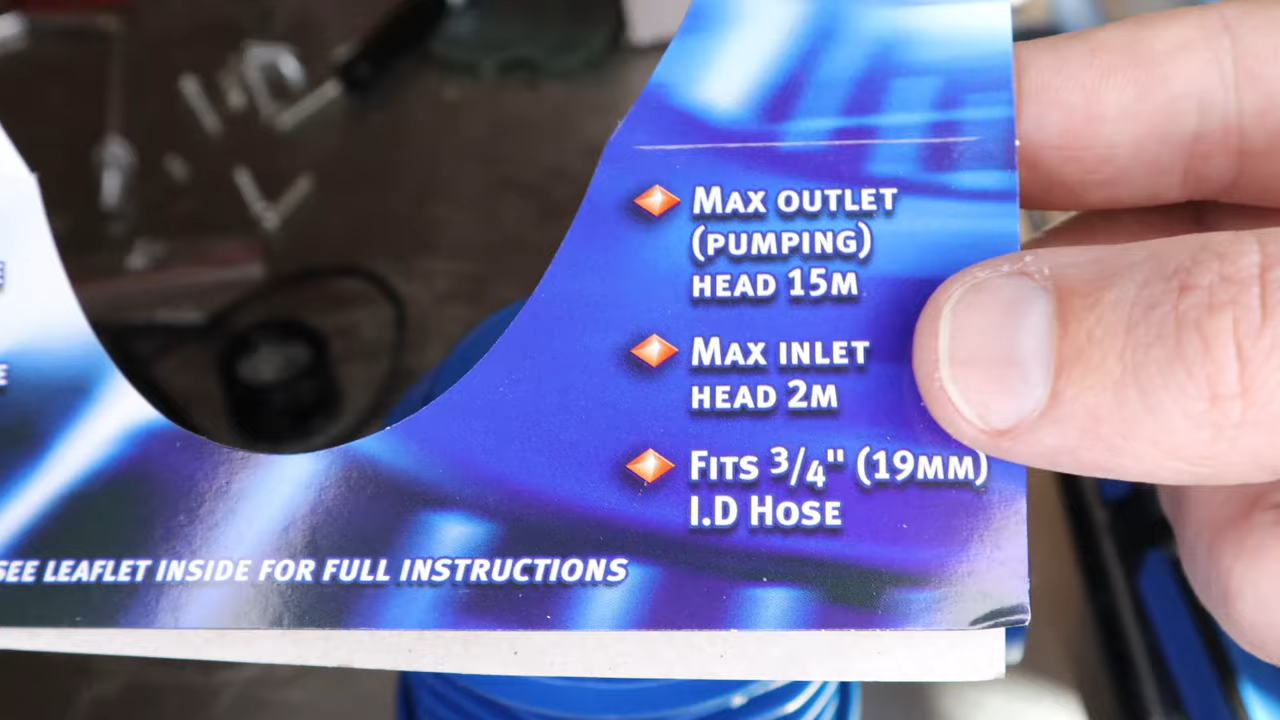 MAX OUTLET
(PUMPING)
HEAD 15M
MAX INLET
HEAD 2M
FITS 3/4" (19MM)
I.D HOSE
SEE LEAFLET INSIDE FOR FULL INSTRUCTIONS